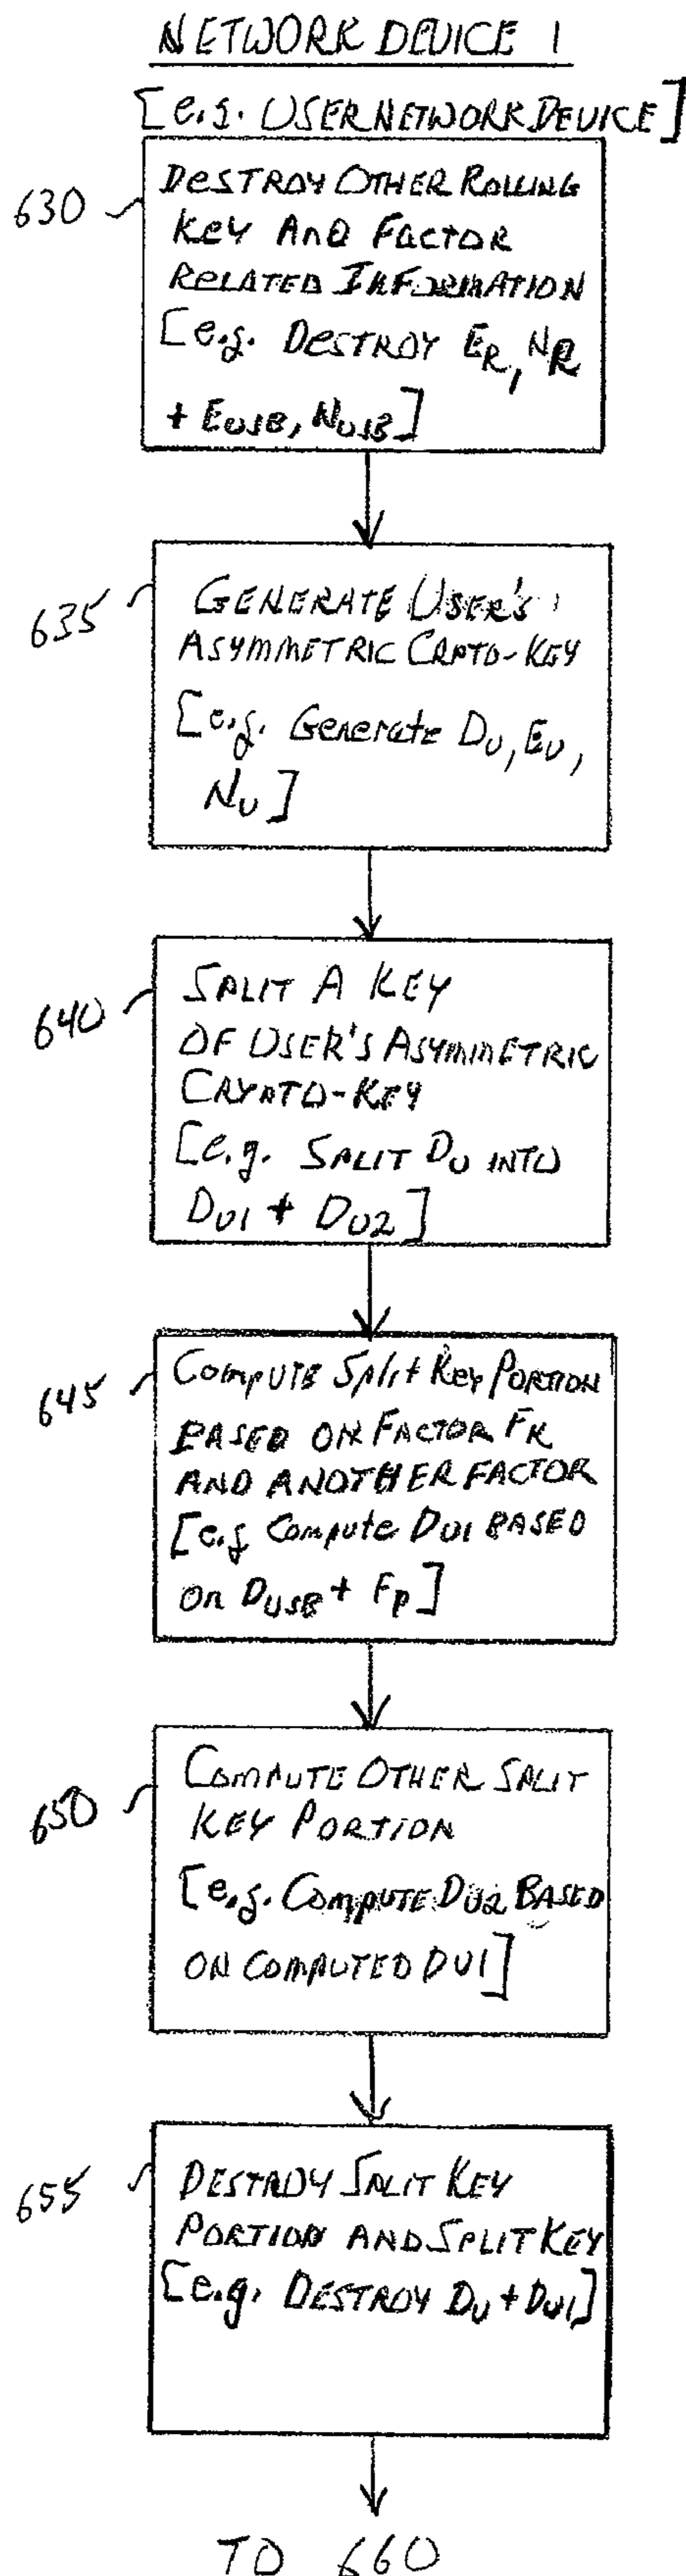 NETWORK DEVICE 1
[e.g. USER NETWORK DEVICE]
630
DESTROY OTHER ROLLING
KEY AND FACTOR
RELATED INFORMATION
[e.g. DESTROY ER, NR
+ EUSB, NUSB]
635
GENERATE USER'S
ASYMMETRIC CRPTO-KEY
[e.g. Generate DU, EU,
NU]
640
SPLIT A KEY
OF USER'S ASYMMETRIC
CRYPTO-KEY
[e.g. SPLIT DU INTO
DU1 + DU2]
645
COMPUTE Split Key PORTION
BASED ON FACTOR FR
AND ANOTHER FACTOR
[e.g Compute DU1 BASED
On DUSB + FP]
650
COMPUTE OTHER SPLIT
KEY PORTION
[e.g. COMPUTE DU2 BASED
ON COMPUTED DU1]
655
DESTROY SPLIT KEY
PORTION AND SPLIT KEY
[e.g. DESTROY DU + DU1]
TO 660